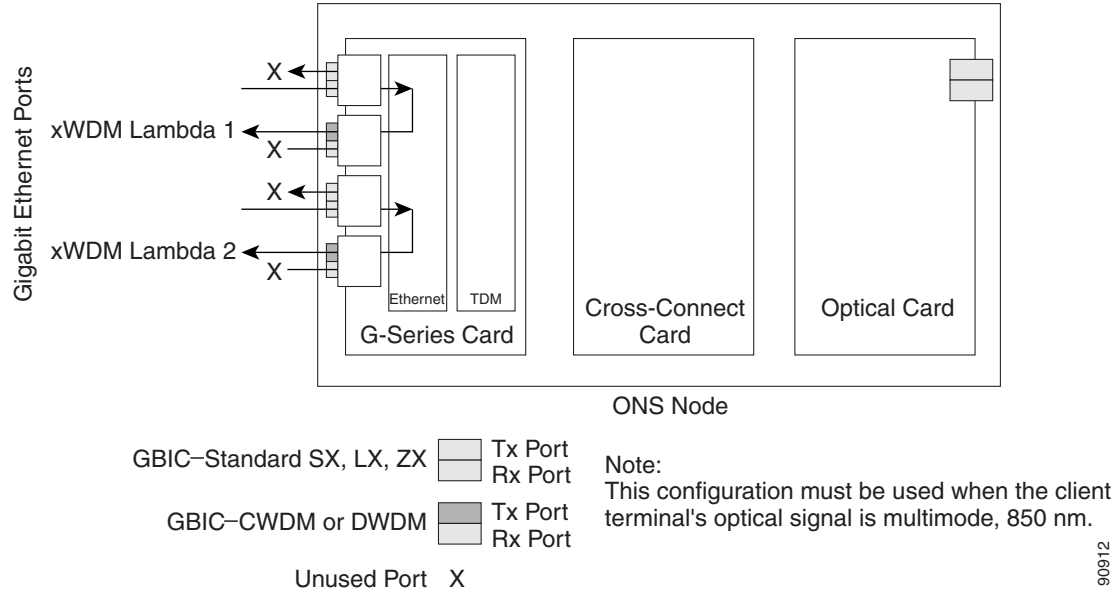 Gigabit Ethernet Ports
X
xWDM Lambda 1
X
X
xWDM Lambda 2
X
Ethernet
TDM
G-Series Card
Cross-Connect
Card
Optical Card
ONS Node
GBIC–Standard SX, LX, ZX
Tx Port
Rx Port
GBIC–CWDM or DWDM
Tx Port
Rx Port
Unused Port X
Note:
This configuration must be used when the client
terminal's optical signal is multimode, 850 nm.
90912